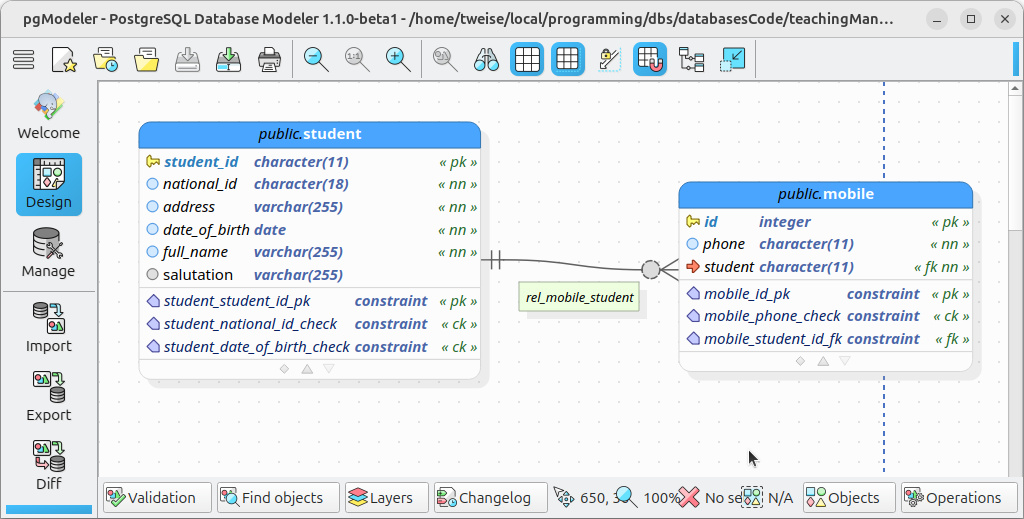 pgModeler - PostgreSQL Database Modeler 1.1.0-beta1 - /home/tweise/local/programming/dbs/databasesCode/teachingMan...
1:1
Welcome
Design
Manage
Import
Export
Diff
public.student
student_id character(11) « pk »
national_id character(18) « nn »
address varchar(255) « nn »
date_of_birth date « nn »
full_name varchar(255) « nn »
salutation varchar(255)
student_student_id_pk constraint « pk »
student_national_id_check constraint « ck »
student_date_of_birth_check constraint « ck »
rel_mobile_student
public.mobile
id integer « pk »
phone character(11) « nn »
student character(11) « fk nn »
mobile_id_pk constraint « pk »
mobile_phone_check constraint « ck »
mobile_student_id_fk constraint « fk »
Validation Find objects Layers Changelog 650, 100% No se N/A Objects Operations